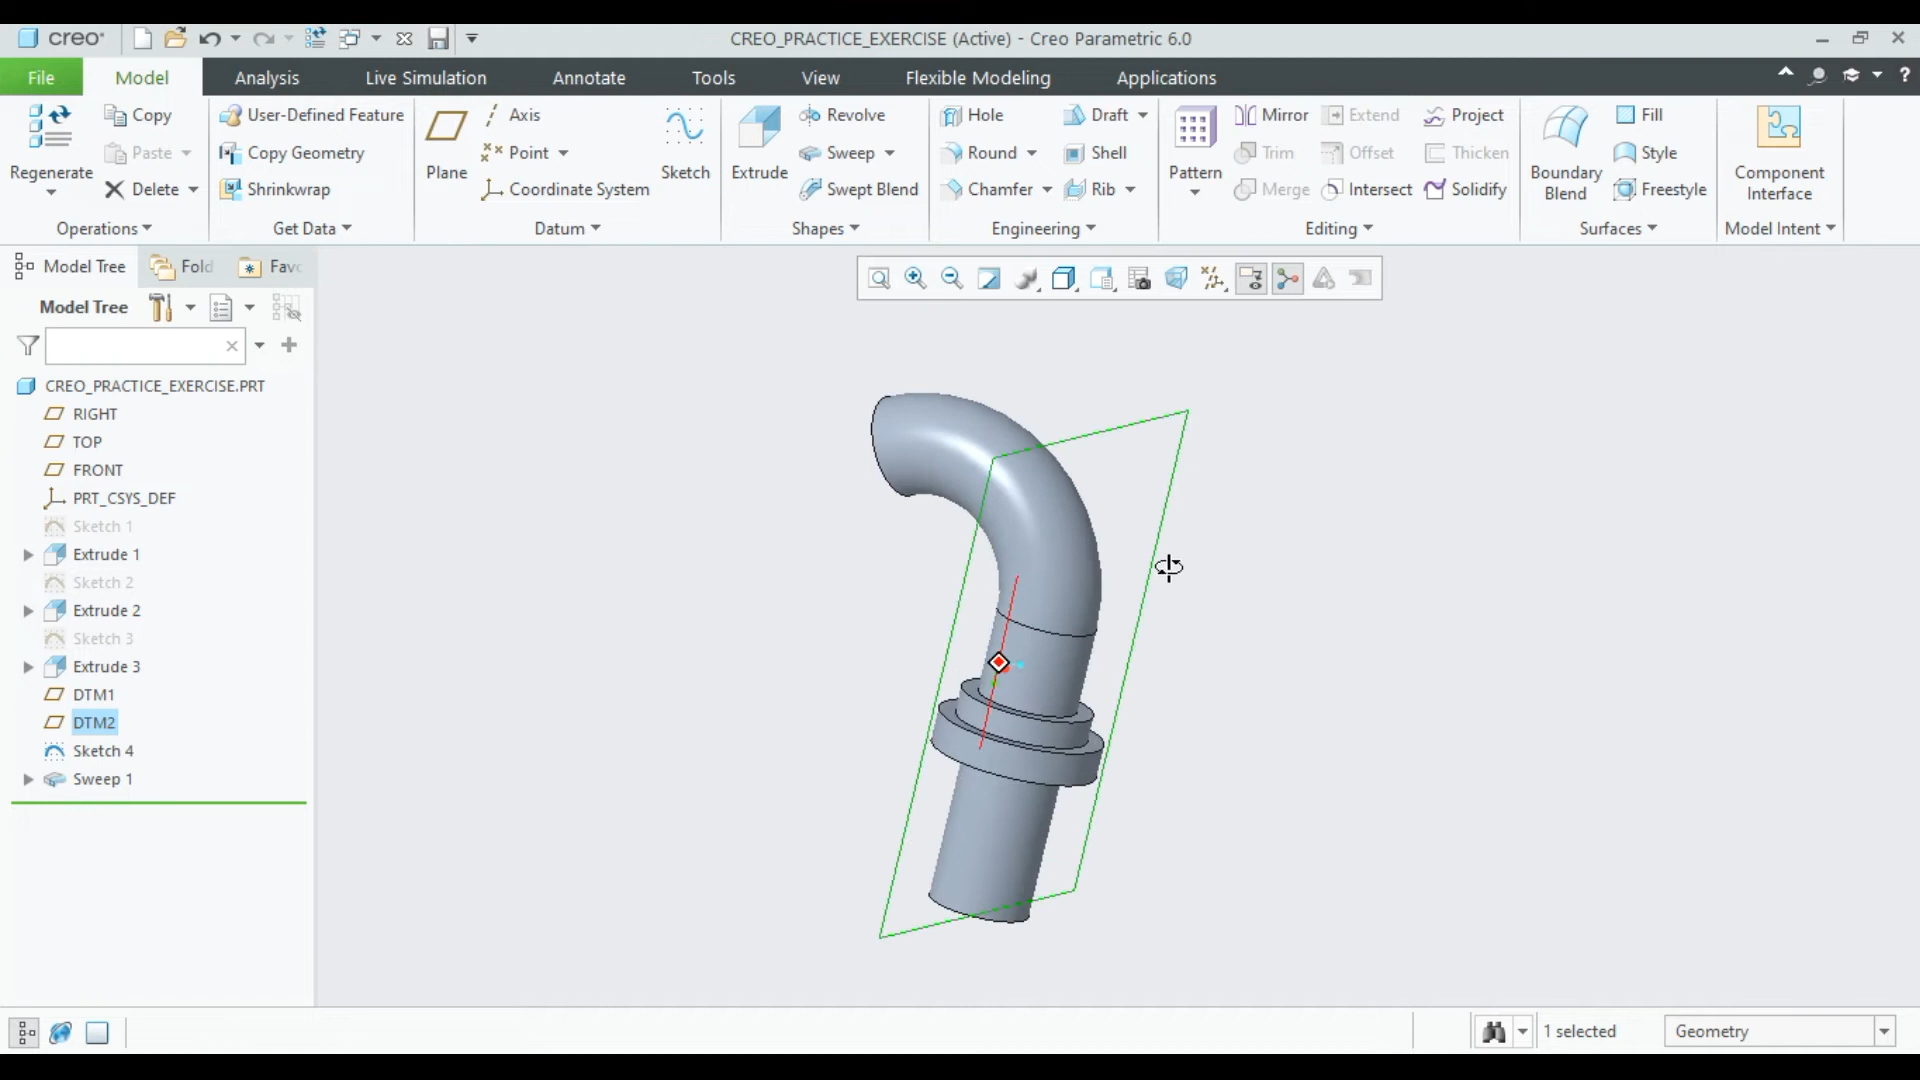 creo
CREO_PRACTICE_EXERCISE (Active) - Creo Parametric 6.0
File Model Analysis Live Simulation Annotate Tools View Flexible Modeling Applications ?
Regenerate
Copy
Paste
Delete
Operations
User-Defined Feature
Copy Geometry
Shrinkwrap
Get Data
Plane
Axis
Point
Coordinate System
Sketch
Datum
Extrude
Revolve
Sweep
Swept Blend
Shapes
Hole
Round
Chamfer
Draft
Shell
Rib
Engineering
Pattern
Mirror
Trim
Merge
Extend
Offset
Intersect
Project
Thicken
Solidify
Editing
Boundary
Blend
Fill
Style
Freestyle
Surfaces
Component
Interface
Model Intent
Model Tree Fold Favc
Model Tree
CREO_PRACTICE_EXERCISE.PRT
RIGHT
TOP
FRONT
PRT_CSYS_DEF
Sketch 1
Extrude 1
Sketch 2
Extrude 2
Sketch 3
Extrude 3
DTM1
DTM2
Sketch 4
Sweep 1
1 selected
Geometry